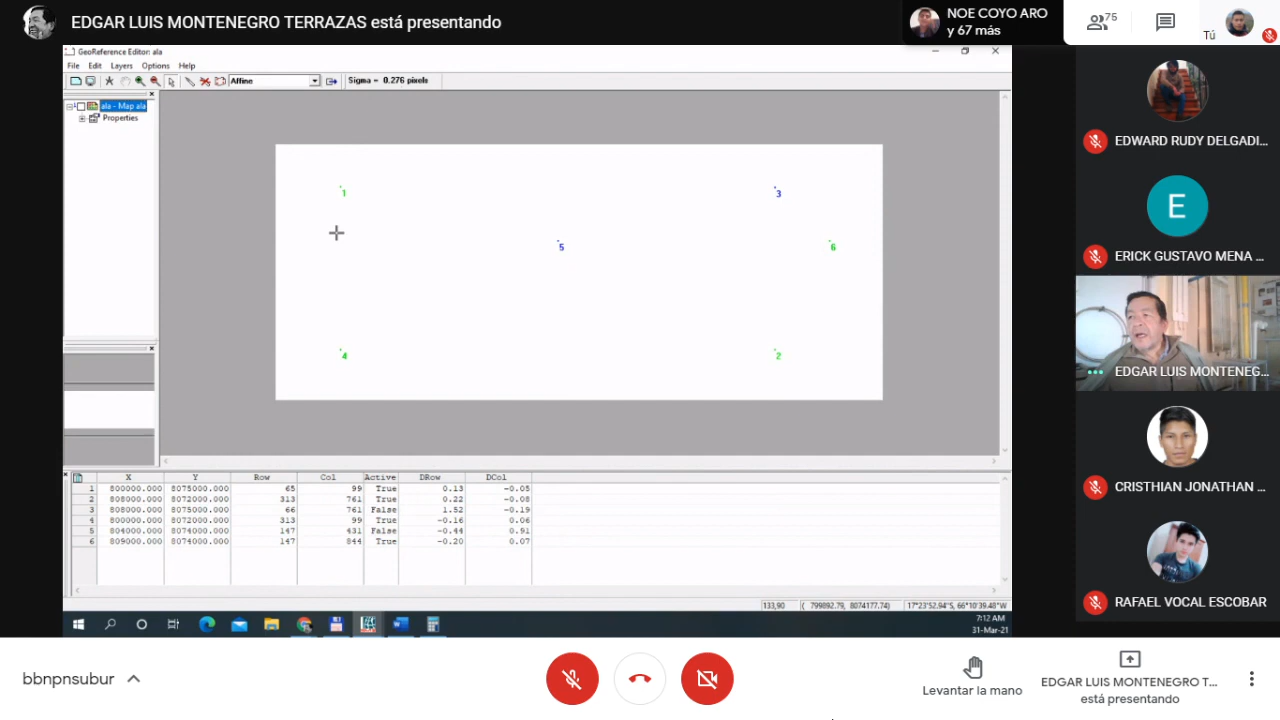 EDGAR LUIS MONTENEGRO TERRAZAS está presentando
NOE COYO ARO
y 67 más
75
Tú
GeoReference Editor: ala
File Edit Layers Options Help
Affine
Sigma = 0.276 pixels
ala - Map ala
Properties
1
3
5
6
4
2
X Y Row Col Active DRow DCol
1 800000.000 8075000.000 65 99 True 0.13 -0.05
2 808000.000 8072000.000 313 761 True 0.22 -0.08
3 808000.000 8075000.000 66 761 False 1.52 -0.19
4 800000.000 8072000.000 313 99 True -0.16 0.06
5 804000.000 8074000.000 147 431 False -0.44 0.91
6 809000.000 8074000.000 147 844 True -0.20 0.07
133,90 ( 799892.79, 8074177.74) 17°23'52.94"S, 66°10'39.48"W
7:12 AM
31-Mar-21
EDWARD RUDY DELGADI...
E
ERICK GUSTAVO MENA ...
EDGAR LUIS MONTENEG...
CRISTHIAN JONATHAN ...
RAFAEL VOCAL ESCOBAR
bbnpnsubur
Levantar la mano
EDGAR LUIS MONTENEGRO T...
está presentando